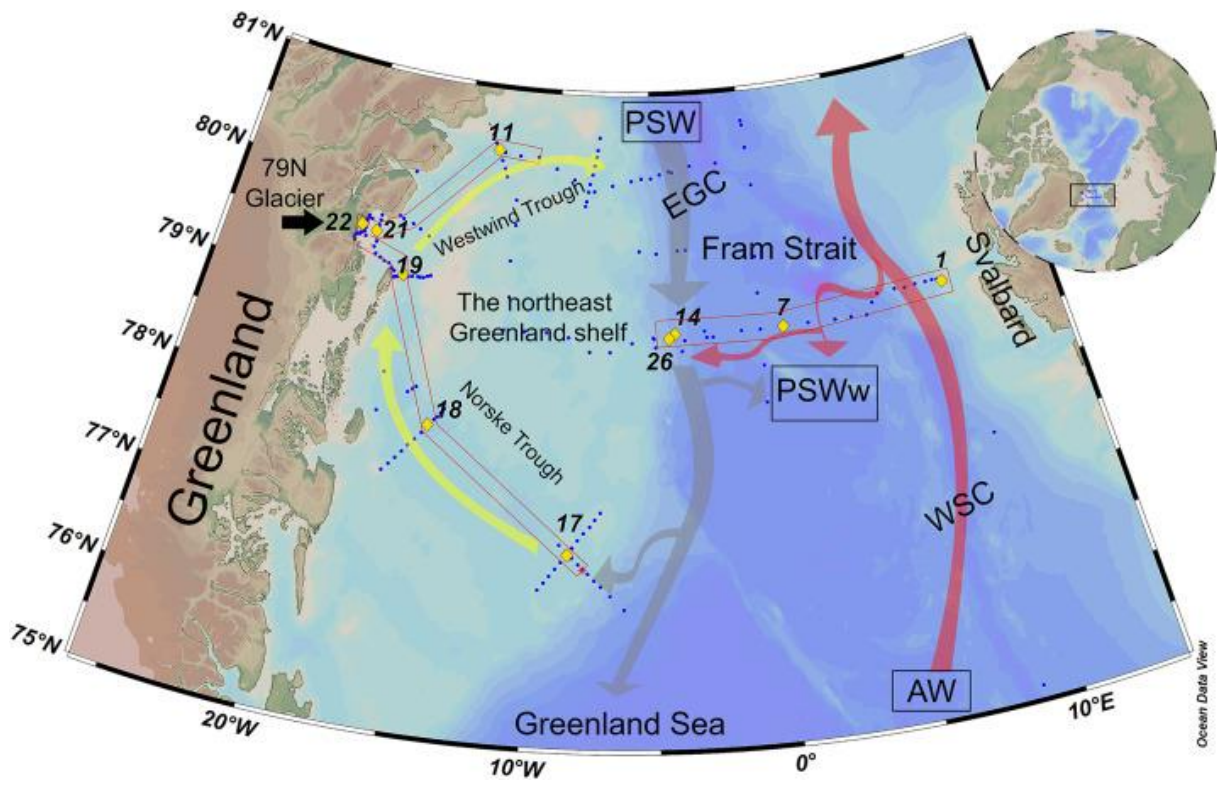 81°N
80°N
79°N
78°N
77°N
76°N
75°N
20°W
10°W
0°
10°E
79N
Glacier
22
21
19
11
Westwind Trough
PSW
EGC
Fram Strait
1
Svalbard
The northeast
Greenland shelf
14
26
7
PSWw
Greenland
18
Norske Trough
17
WSC
AW
Greenland Sea
Ocean Data View